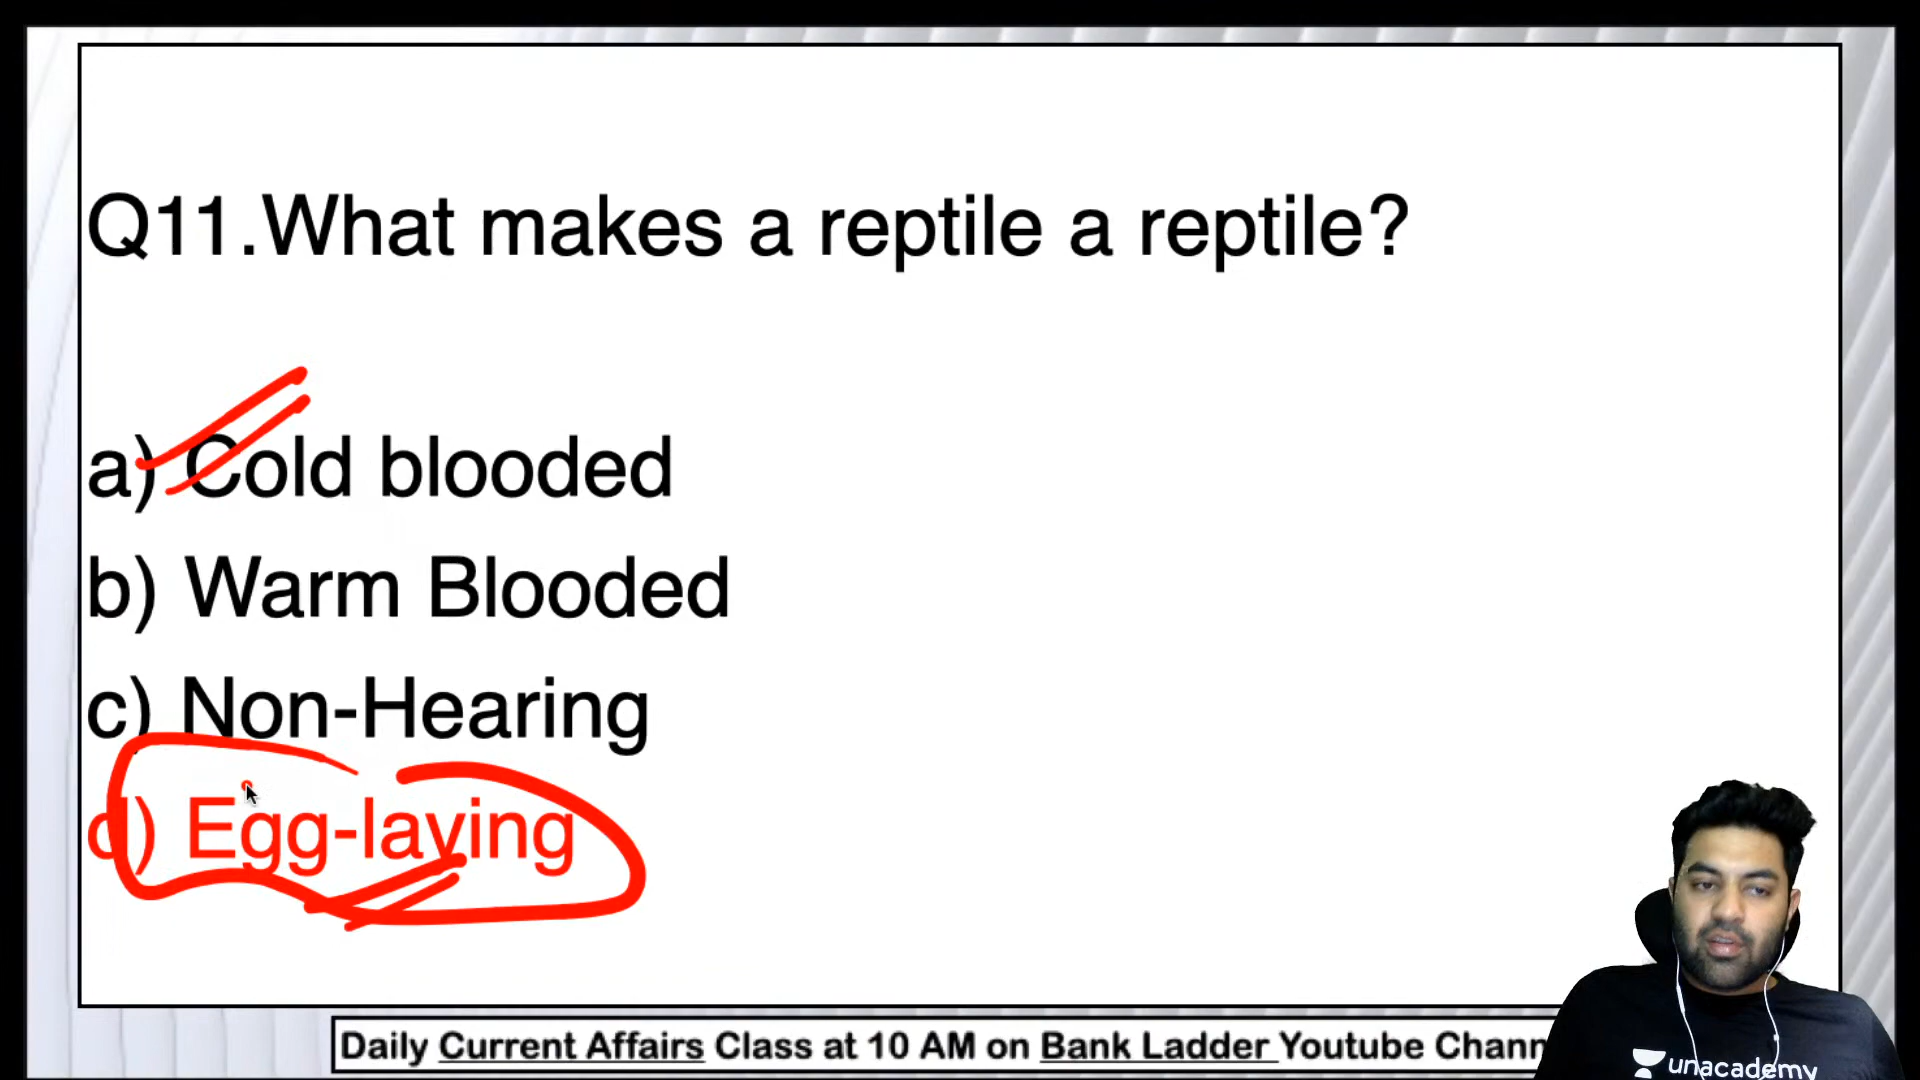 Q11.What makes a reptile a reptile?
a) Cold blooded
b) Warm Blooded
c) Non-Hearing
d) Egg-laying
Daily Current Affairs Class at 10 AM on Bank Ladder Youtube Chann
unacademy